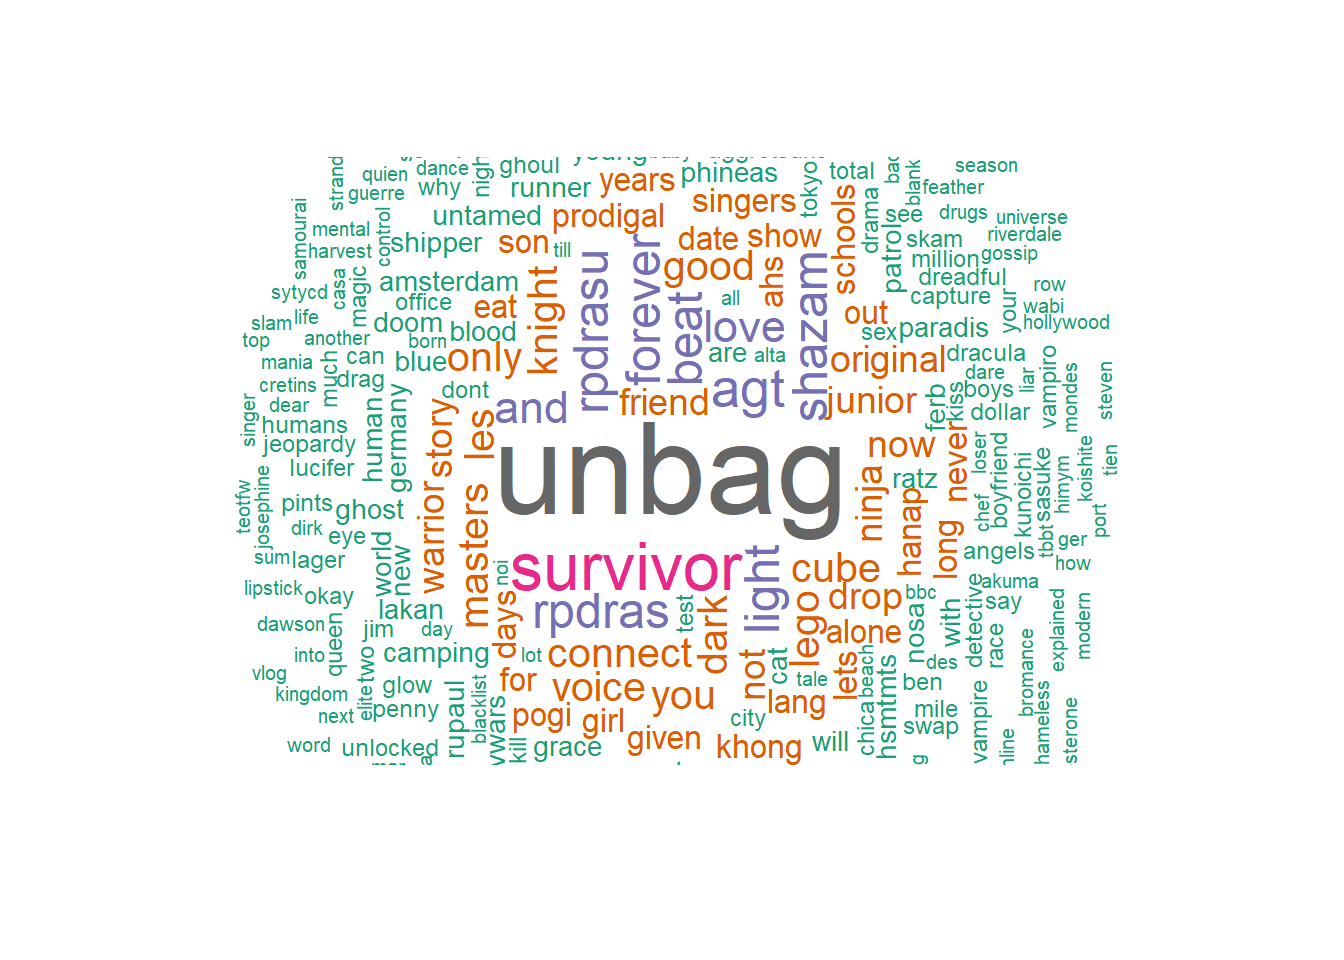 strand
quien
dance
nigh
ghoul
phineas
tokyo
total
blank
season
guerre
why
runner
years
singers
schools
drama
see
feather
drugs
universe
samourai
mental
control
untamed
prodigal
date
show
patrol
skam
riverdale
harvest
shipper
son
till
rpdrasu
forever
good
ahs
shazam
million
gossip
sytycd
casa
magic
amsterdam
knight
beat
all
dreadful
row
slam
life
office
eat
love
out
capture
your
wabi
top
another
doom
born
blood
sex
paradis
hollywood
mania
much
can
blue
only
are
alta
original
dracula
cretins
drag
dont
friend
agt
junior
ferb
kiss
dare
boys
liar
vampiro
mondes
steven
singer
dear
humans
human
germany
story
les
and
dollar
jeopardy
lucifer
unbag
now
never
loser
boyfriend
kunoichi
sasuke
himym
koishite
tien
teotfw
josephine
pints
ghost
warrior
masters
ninja
ratz
hanap
long
chef
tbbt
port
dirk
eye
world
new
sum
lager
noi
survivor
light
cube
angels
ger
how
lipstick
okay
lakan
days
rpdras
test
dark
lego
drop
bbc
akuma
say
dawson
queen
jim
day
alone
nosa
with
detective
race
explained
modern
into
two
camping
lot
connect
not
cat
lets
beach
des
bromance
vlog
elite
glow
for
voice
you
tale
lang
chica
hsmtmts
ben
kingdom
next
penny
rupaul
blacklist
vwars
pogi
girl
city
mile
swap
vampire
word
unlocked
kill
grace
given
khong
will